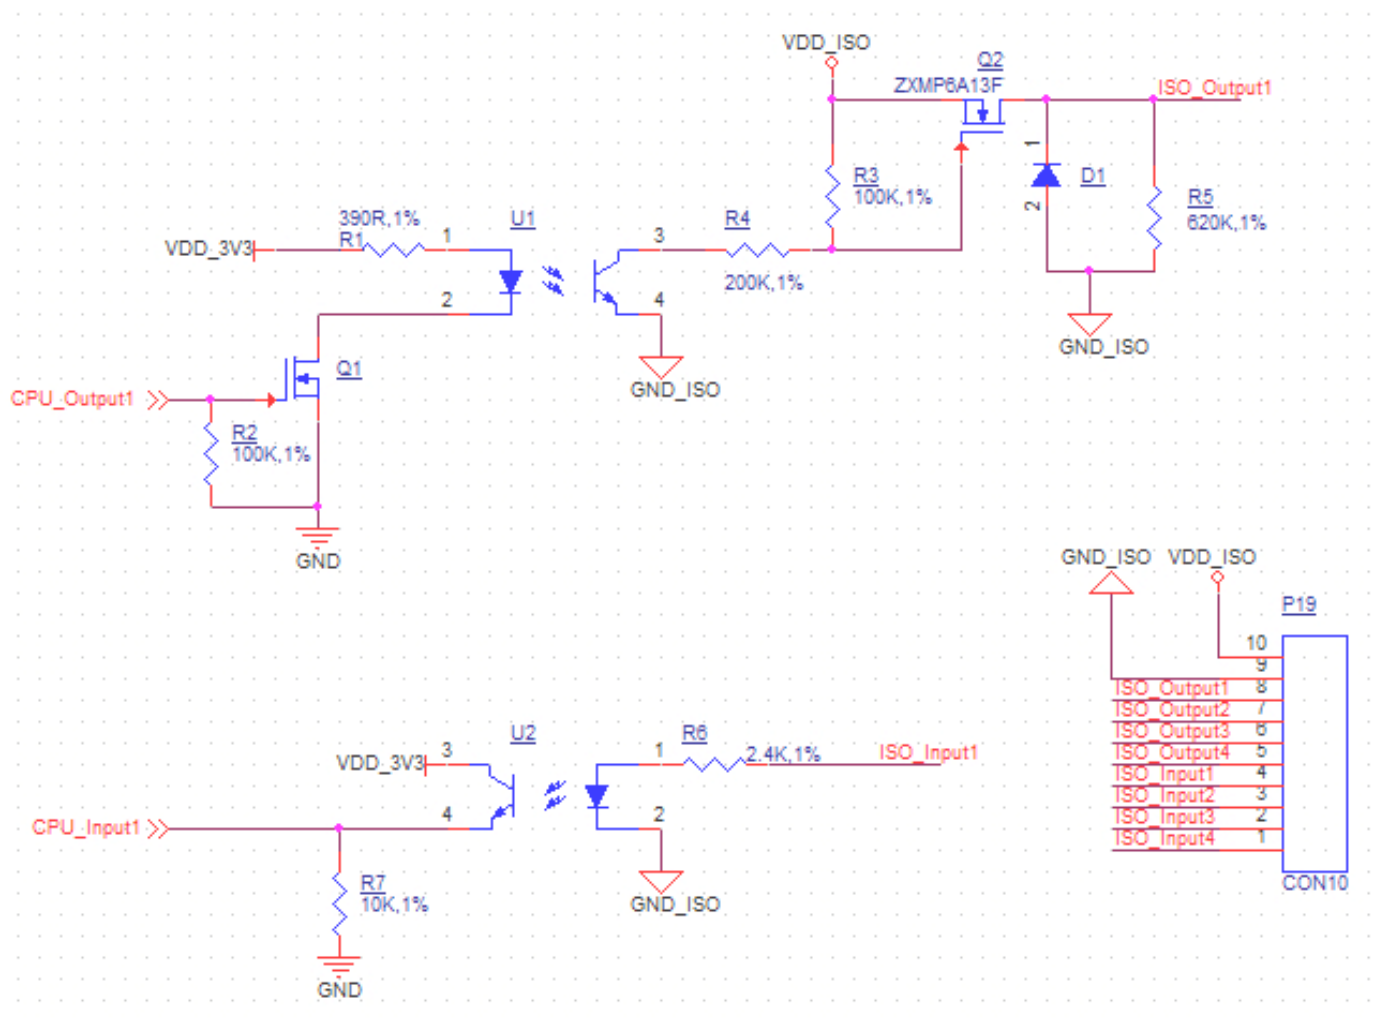 VDD_ISO
Q2
ZXMP6A13F
ISO_Output1
1
D1
2
R3
100K,1%
R5
620K,1%
390R,1%
R1
VDD_3V3
1
U1
3
R4
200K,1%
2
4
GND_ISO
GND_ISO
Q1
CPU_Output1
R2
100K,1%
GND
GND_ISO
VDD_ISO
P19
10
9
ISO_Output1 8
ISO_Output2 7
ISO_Output3 6
ISO_Output4 5
ISO_Input1 4
ISO_Input2 3
ISO_Input3 2
ISO_Input4 1
CON10
U2
VDD_3V3
3
1
R6
2.4K,1%
ISO_Input1
CPU_Input1
4
2
R7
10K,1%
GND_ISO
GND